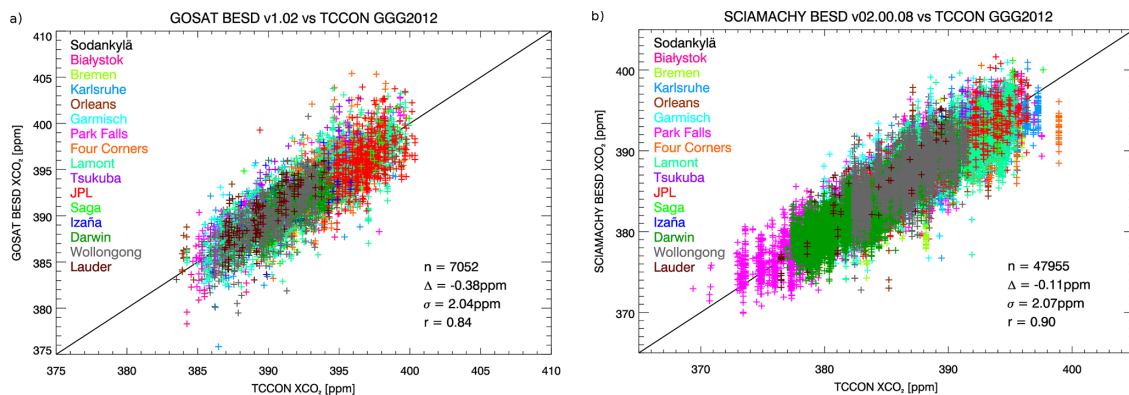 a)
GOSAT BESD v1.02 vs TCCON GGG2012
410
405
400
395
390
385
380
375
GOSAT BESD XCO₂ [ppm]
Sodankylä
Białystok
Bremen
Karlsruhe
Orleans
Garmisch
Park Falls
Four Corners
Lamont
Tsukuba
JPL
Saga
Izaña
Darwin
Wollongong
Lauder
n = 7052
Δ = -0.38ppm
σ = 2.04ppm
r = 0.84
375 380 385 390 395 400 405 410
TCCON XCO₂ [ppm]
b)
SCIAMACHY BESD v02.00.08 vs TCCON GGG2012
400
390
380
370
SCIAMACHY BESD XCO₂ [ppm]
Sodankylä
Białystok
Bremen
Karlsruhe
Orleans
Garmisch
Park Falls
Four Corners
Lamont
Tsukuba
JPL
Saga
Izaña
Darwin
Wollongong
Lauder
n = 47955
Δ = -0.11ppm
σ = 2.07ppm
r = 0.90
370 380 390 400
TCCON XCO₂ [ppm]